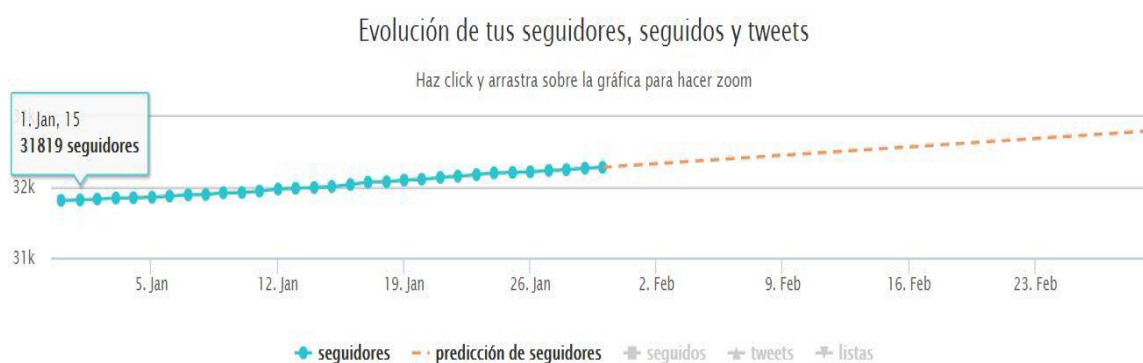 Evolución de tus seguidores, seguidos y tweets
Haz click y arrastra sobre la gráfica para hacer zoom
1. Jan, 15
31819 seguidores
32k
31k
5. Jan
12. Jan
19. Jan
26. Jan
2. Feb
9. Feb
16. Feb
23. Feb
seguidores
predicción de seguidores
seguidos
tweets
listas